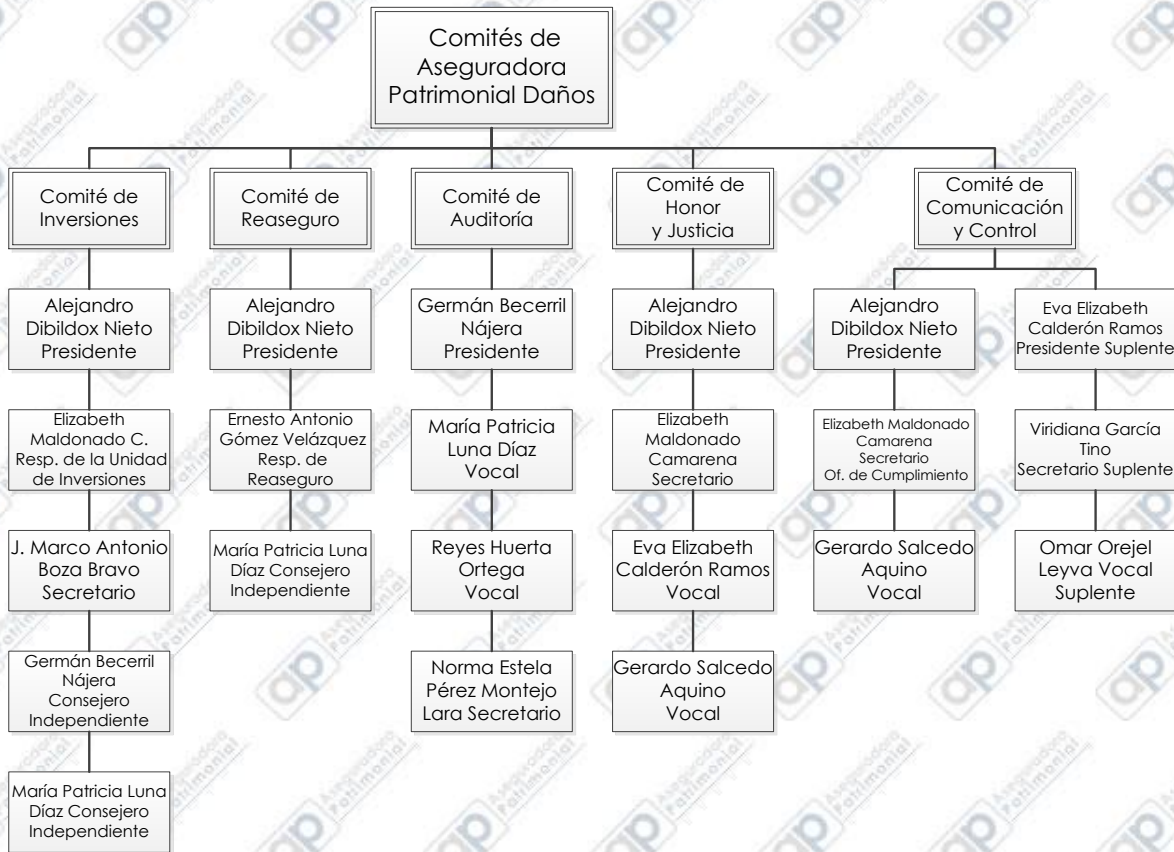 Comités de
Aseguradora
Patrimonial Daños
Comité de
Inversiones
Alejandro
Dibildox Nieto
Presidente
Elizabeth
Maldonado C.
Resp. de la Unidad
de Inversiones
J. Marco Antonio
Boza Bravo
Secretario
Germán Becerril
Nájera
Consejero
Independiente
María Patricia Luna
Díaz Consejero
Independiente
Comité de
Reaseguro
Alejandro
Dibildox Nieto
Presidente
Ernesto Antonio
Gómez Velázquez
Resp. de
Reaseguro
María Patricia Luna
Díaz Consejero
Independiente
Comité de
Auditoría
Germán Becerril
Nájera
Presidente
María Patricia
Luna Díaz
Vocal
Reyes Huerta
Ortega
Vocal
Norma Estela
Pérez Montejo
Lara Secretario
Comité de
Honor
y Justicia
Alejandro
Dibildox Nieto
Presidente
Elizabeth
Maldonado
Camarena
Secretario
Eva Elizabeth
Calderón Ramos
Vocal
Gerardo Salcedo
Aquino
Vocal
Comité de
Comunicación
y Control
Alejandro
Dibildox Nieto
Presidente
Elizabeth Maldonado
Camarena
Secretario
Of. de Cumplimiento
Gerardo Salcedo
Aquino
Vocal
Eva Elizabeth
Calderón Ramos
Presidente Suplente
Viridiana García
Tino
Secretario Suplente
Omar Orejel
Leyva Vocal
Suplente
ap Aseguradora
Patrimonial